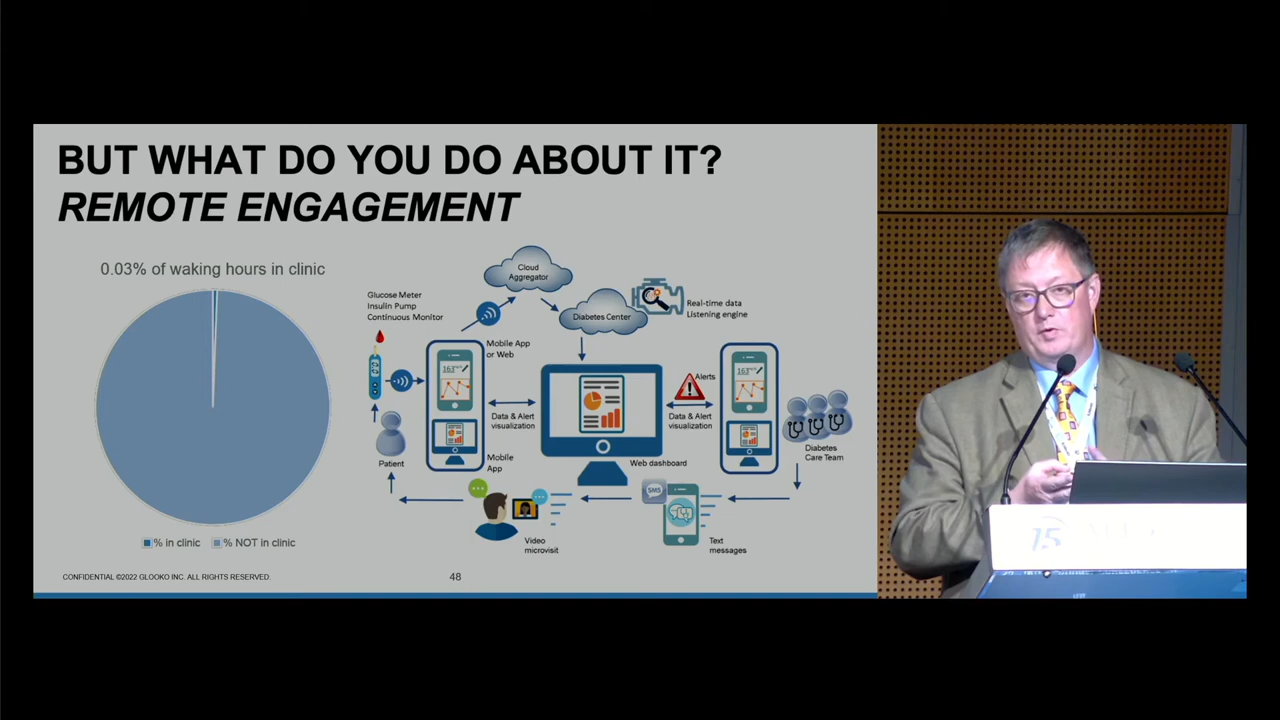 BUT WHAT DO YOU DO ABOUT IT?
REMOTE ENGAGEMENT
0.03% of waking hours in clinic
% in clinic
% NOT in clinic
Glucose Meter
Insulin Pump
Continuous Monitor
Cloud
Aggregator
Diabetes Center
Real-time data
Listening engine
Mobile App
or Web
163
Data & Alert
visualization
Alerts
Data & Alert
visualization
163
Patient
Mobile
App
Web dashboard
Diabetes
Care Team
Video
microvisit
SMS
Text
messages
CONFIDENTIAL ©2022 GLOOKO INC. ALL RIGHTS RESERVED.
48
15